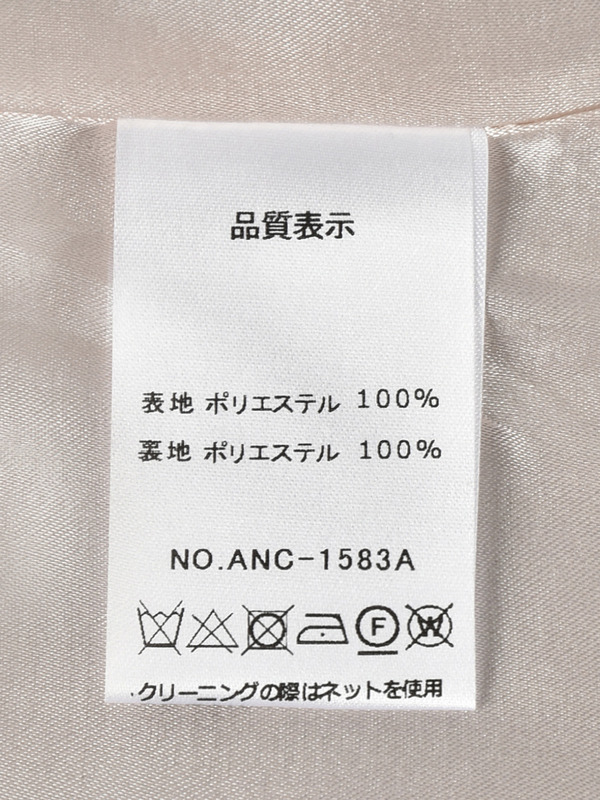 品質表示
表地 ポリエステル 100%
裏地 ポリエステル 100%
NO.ANC-1583A
F W
.クリーニングの際はネットを使用